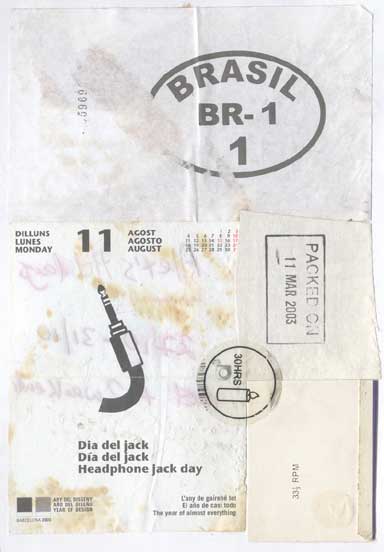 BRASIL
BR-1
1
69695
DILLUNS
LUNES
MONDAY
11
AGOST
AGOSTO
AUGUST
PACKED ON
11 MAR 2003
30HRS
Dia del jack
Día del jack
Headphone jack day
33⅓ RPM
ANY DEL DISSENY
AÑO DEL DISEÑO
YEAR OF DESIGN
BARCELONA 2003
L'any de gairebé tot
El año de casi todo
The year of almost everything